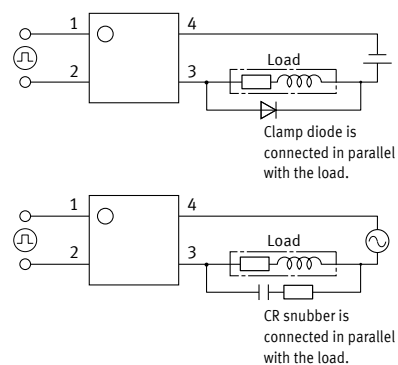 1
4
Load
2
3
Clamp diode is
connected in parallel
with the load.
1
4
Load
2
3
CR snubber is
connected in parallel
with the load.